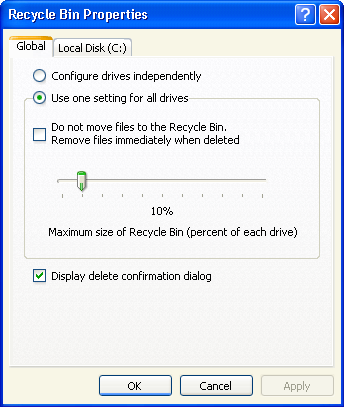 Recycle Bin Properties
Global
Local Disk (C:)
Configure drives independently
Use one setting for all drives
Do not move files to the Recycle Bin.
Remove files immediately when deleted
10%
Maximum size of Recycle Bin (percent of each drive)
Display delete confirmation dialog
OK
Cancel
Apply